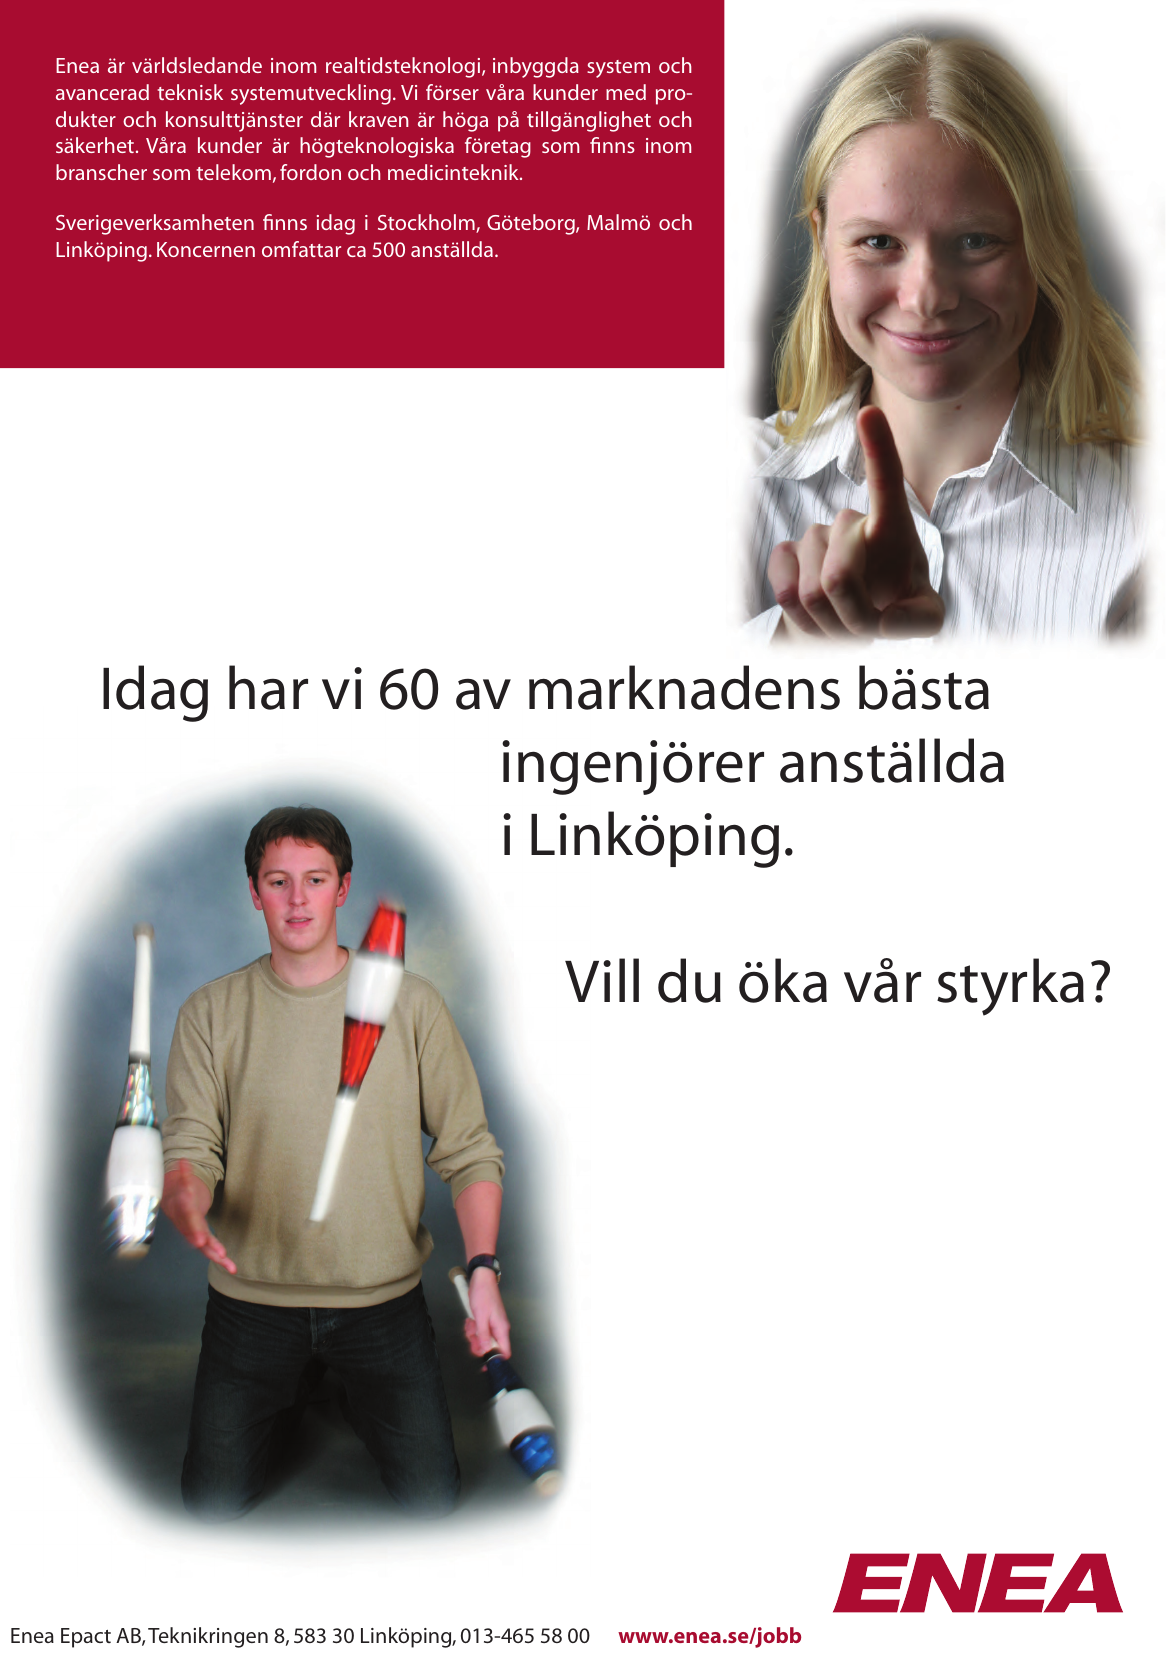 Enea är världsledande inom realtidsteknologi, inbyggda system och
avancerad teknisk systemutveckling. Vi förser våra kunder med pro-
dukter och konsulttjänster där kraven är höga på tillgänglighet och
säkerhet. Våra kunder är högteknologiska företag som finns inom
branscher som telekom, fordon och medicinteknik.
Sverigeverksamheten finns idag i Stockholm, Göteborg, Malmö och
Linköping. Koncernen omfattar ca 500 anställda.
Idag har vi 60 av marknadens bästa
ingenjörer anställda
i Linköping.
Vill du öka vår styrka?
ENEA
Enea Epact AB, Teknikringen 8, 583 30 Linköping, 013-465 58 00 www.enea.se/jobb